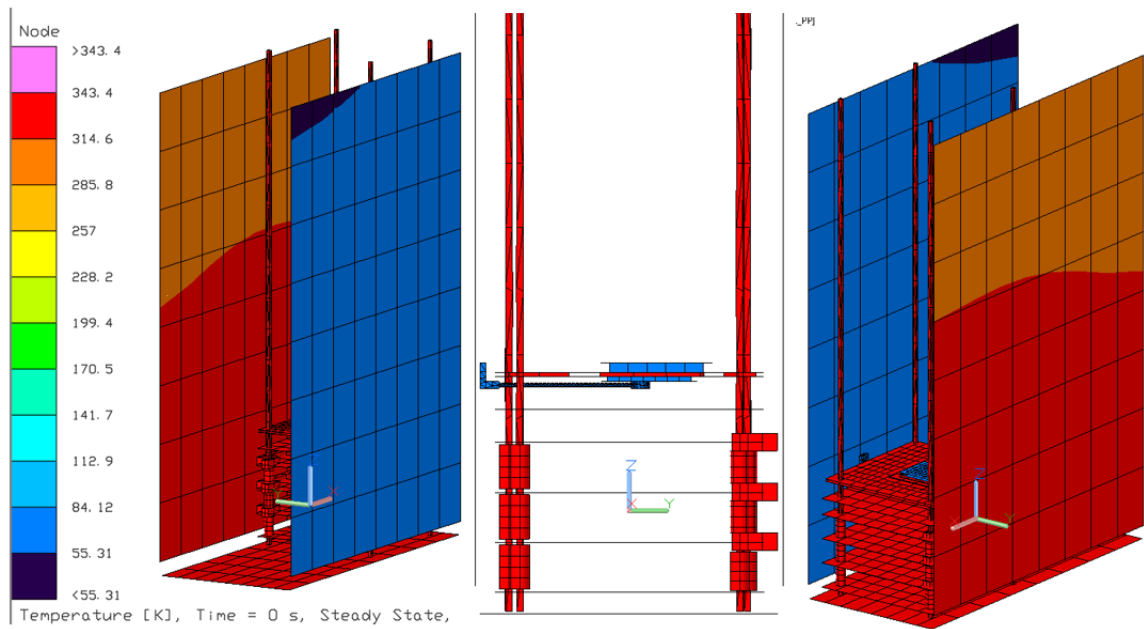 Node
>343.4
343.4
314.6
285.8
257
228.2
199.4
170.5
141.7
112.9
84.12
55.31
<55.31
Temperature [K], Time = 0 s, Steady State,
Z
X
Y
Z
Y